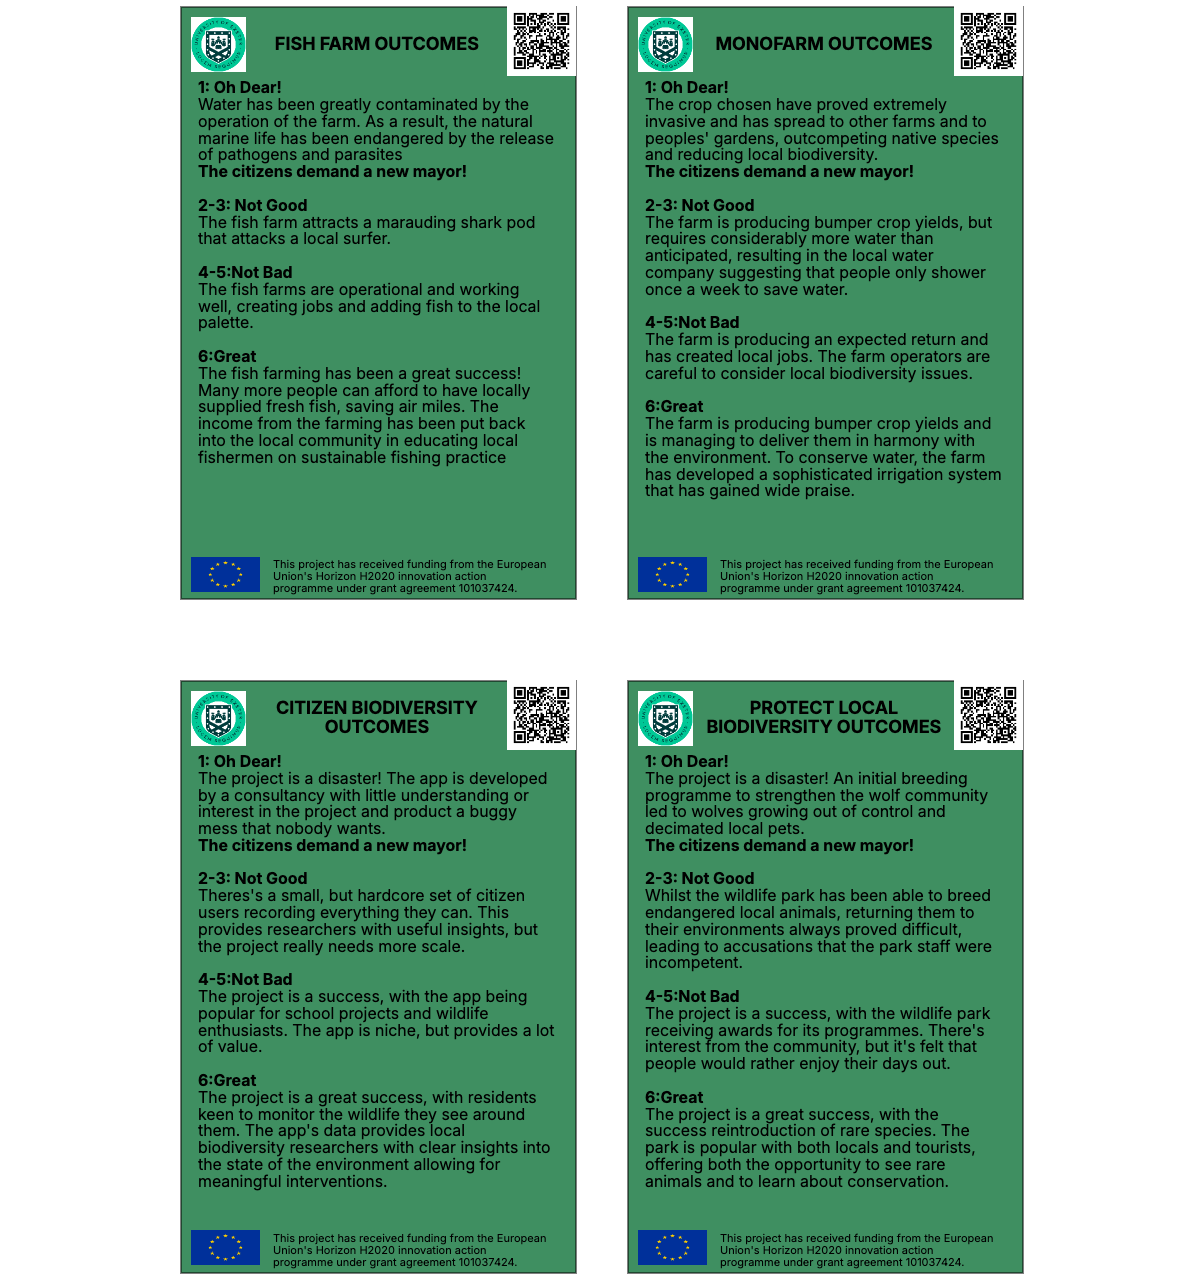 FISH FARM OUTCOMES
1: Oh Dear!
Water has been greatly contaminated by the
operation of the farm. As a result, the natural
marine life has been endangered by the release
of pathogens and parasites
The citizens demand a new mayor!
2-3: Not Good
The fish farm attracts a marauding shark pod
that attacks a local surfer.
4-5:Not Bad
The fish farms are operational and working
well, creating jobs and adding fish to the local
palette.
6:Great
The fish farming has been a great success!
Many more people can afford to have locally
supplied fresh fish, saving air miles. The
income from the farming has been put back
into the local community in educating local
fishermen on sustainable fishing practice
This project has received funding from the European
Union's Horizon H2020 innovation action
programme under grant agreement 101037424.
MONOFARM OUTCOMES
1: Oh Dear!
The crop chosen have proved extremely
invasive and has spread to other farms and to
peoples' gardens, outcompeting native species
and reducing local biodiversity.
The citizens demand a new mayor!
2-3: Not Good
The farm is producing bumper crop yields, but
requires considerably more water than
anticipated, resulting in the local water
company suggesting that people only shower
once a week to save water.
4-5:Not Bad
The farm is producing an expected return and
has created local jobs. The farm operators are
careful to consider local biodiversity issues.
6:Great
The farm is producing bumper crop yields and
is managing to deliver them in harmony with
the environment. To conserve water, the farm
has developed a sophisticated irrigation system
that has gained wide praise.
This project has received funding from the European
Union's Horizon H2020 innovation action
programme under grant agreement 101037424.
CITIZEN BIODIVERSITY
OUTCOMES
1: Oh Dear!
The project is a disaster! The app is developed
by a consultancy with little understanding or
interest in the project and product a buggy
mess that nobody wants.
The citizens demand a new mayor!
2-3: Not Good
Theres's a small, but hardcore set of citizen
users recording everything they can. This
provides researchers with useful insights, but
the project really needs more scale.
4-5:Not Bad
The project is a success, with the app being
popular for school projects and wildlife
enthusiasts. The app is niche, but provides a lot
of value.
6:Great
The project is a great success, with residents
keen to monitor the wildlife they see around
them. The app's data provides local
biodiversity researchers with clear insights into
the state of the environment allowing for
meaningful interventions.
This project has received funding from the European
Union's Horizon H2020 innovation action
programme under grant agreement 101037424.
PROTECT LOCAL
BIODIVERSITY OUTCOMES
1: Oh Dear!
The project is a disaster! An initial breeding
programme to strengthen the wolf community
led to wolves growing out of control and
decimated local pets.
The citizens demand a new mayor!
2-3: Not Good
Whilst the wildlife park has been able to breed
endangered local animals, returning them to
their environments always proved difficult,
leading to accusations that the park staff were
incompetent.
4-5:Not Bad
The project is a success, with the wildlife park
receiving awards for its programmes. There's
interest from the community, but it's felt that
people would rather enjoy their days out.
6:Great
The project is a great success, with the
success reintroduction of rare species. The
park is popular with both locals and tourists,
offering both the opportunity to see rare
animals and to learn about conservation.
This project has received funding from the European
Union's Horizon H2020 innovation action
programme under grant agreement 101037424.